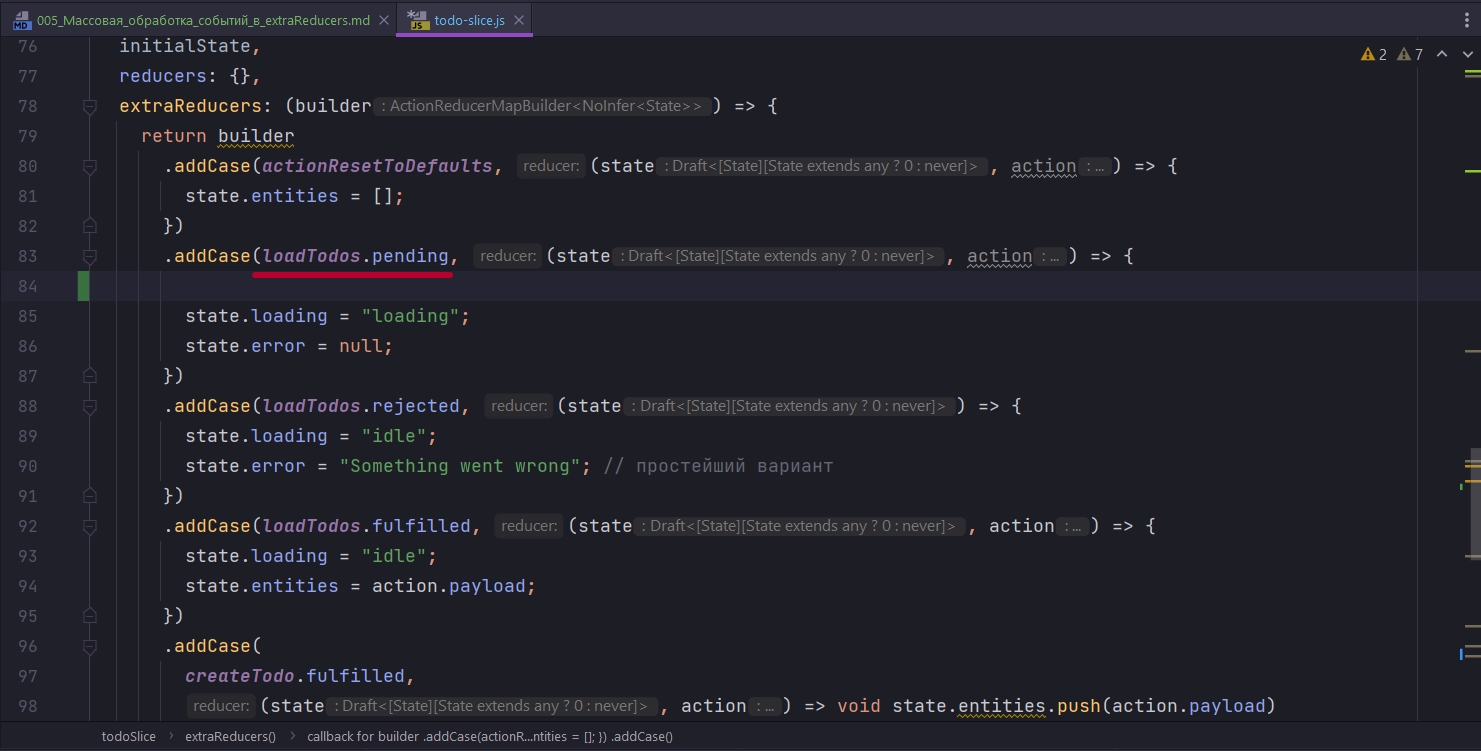 005_Массовая_обработка_событий_в_extraReducers.md todo-slice.js
76 initialState, 2 7
77 reducers: {},
78 extraReducers: (builder : ActionReducerMapBuilder<NoInfer<State>> ) => {
79 return builder
80 .addCase(actionResetToDefaults, reducer: (state : Draft<[State][State extends any ? 0 : never]> , action : ... ) => {
81 state.entities = [];
82 })
83 .addCase(loadTodos.pending, reducer: (state : Draft<[State][State extends any ? 0 : never]> , action : ... ) => {
84
85 state.loading = "loading";
86 state.error = null;
87 })
88 .addCase(loadTodos.rejected, reducer: (state : Draft<[State][State extends any ? 0 : never]> ) => {
89 state.loading = "idle";
90 state.error = "Something went wrong"; // простейший вариант
91 })
92 .addCase(loadTodos.fulfilled, reducer: (state : Draft<[State][State extends any ? 0 : never]> , action : ... ) => {
93 state.loading = "idle";
94 state.entities = action.payload;
95 })
96 .addCase(
97 createTodo.fulfilled,
98 reducer: (state : Draft<[State][State extends any ? 0 : never]> , action : ... ) => void state.entities.push(action.payload)
todoSlice › extraReducers() › callback for builder .addCase(actionR...ntities = []; }) .addCase()